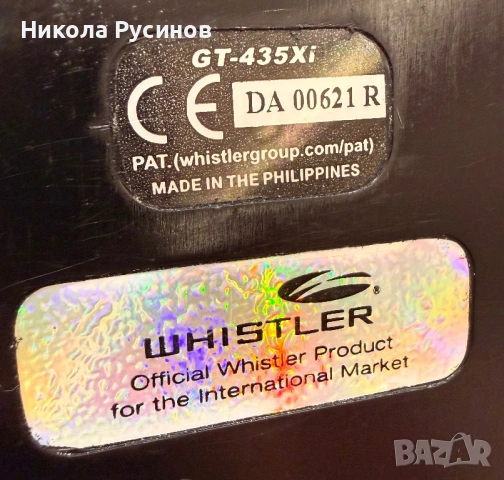 Никола Русинов
GT-435Xi
CE DA 00621 R
PAT.(whistlergroup.com/pat)
MADE IN THE PHILIPPINES
®
WHISTLER
Official Whistler Product
for the International Market
BAZAR